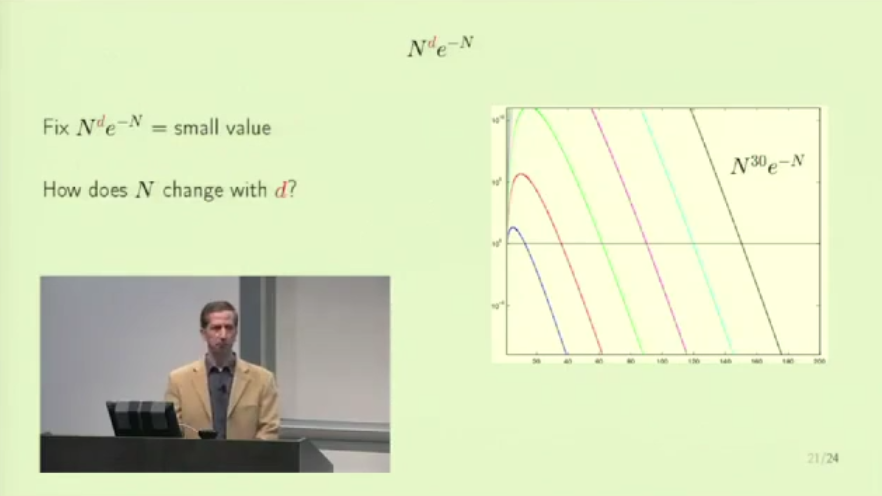 N^d e^{-N}
Fix N^d e^{-N} = small value
How does N change with d?
N^{30} e^{-N}
20 40 60 80 100 120 140 160 180 200
21/24